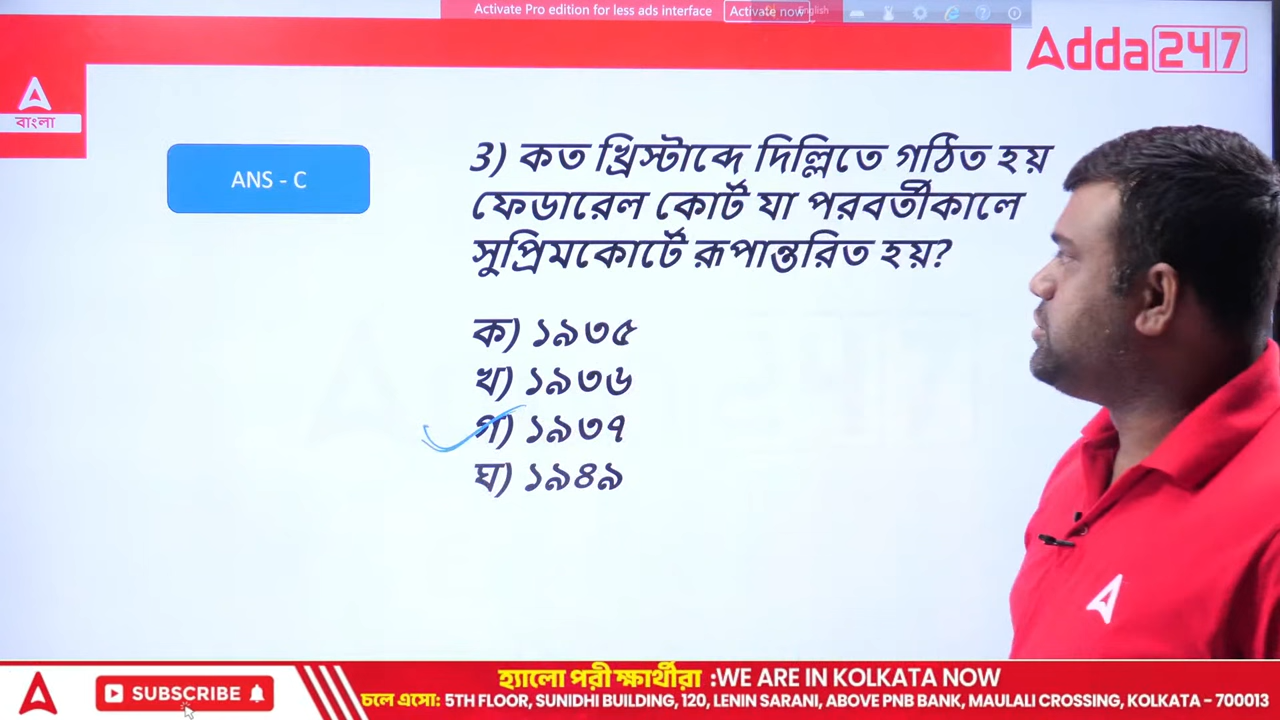 Activate Pro edition for less ads interface Activate now English
Adda247
বাংলা
ANS - C
3) কত খ্রিস্টাব্দে দিল্লিতে গঠিত হয়
ফেডারেল কোর্ট যা পরবর্তীকালে
সুপ্রিমকোর্টে রূপান্তরিত হয়?
ক) ১৯৩৫
খ) ১৯৩৬
গ) ১৯৩৭
ঘ) ১৯৪৯
হ্যালো পরীক্ষার্থীরা :WE ARE IN KOLKATA NOW
SUBSCRIBE
চলে এসো: 5TH FLOOR, SUNIDHI BUILDING, 120, LENIN SARANI, ABOVE PNB BANK, MAULALI CROSSING, KOLKATA - 700013